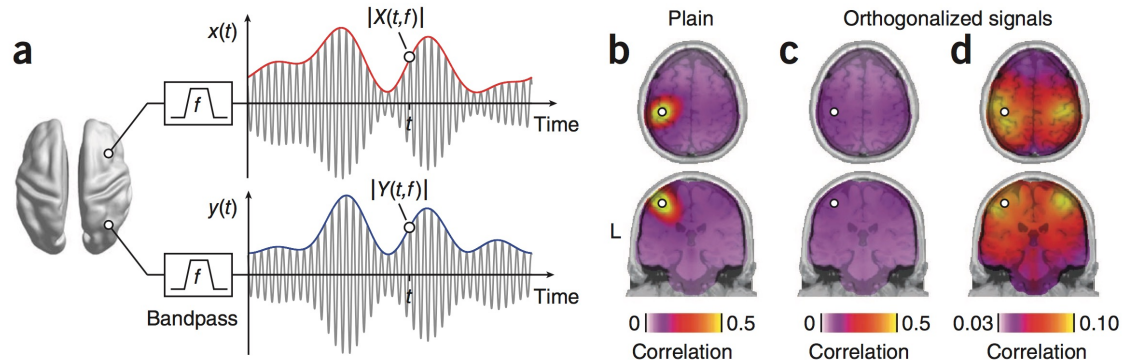 a
x(t)
|X(t,f)|
f
t
Time
y(t)
|Y(t,f)|
f
t
Time
Bandpass
Plain
Orthogonalized signals
b
c
d
L
0
0.5
Correlation
0
0.5
Correlation
0.03
0.10
Correlation